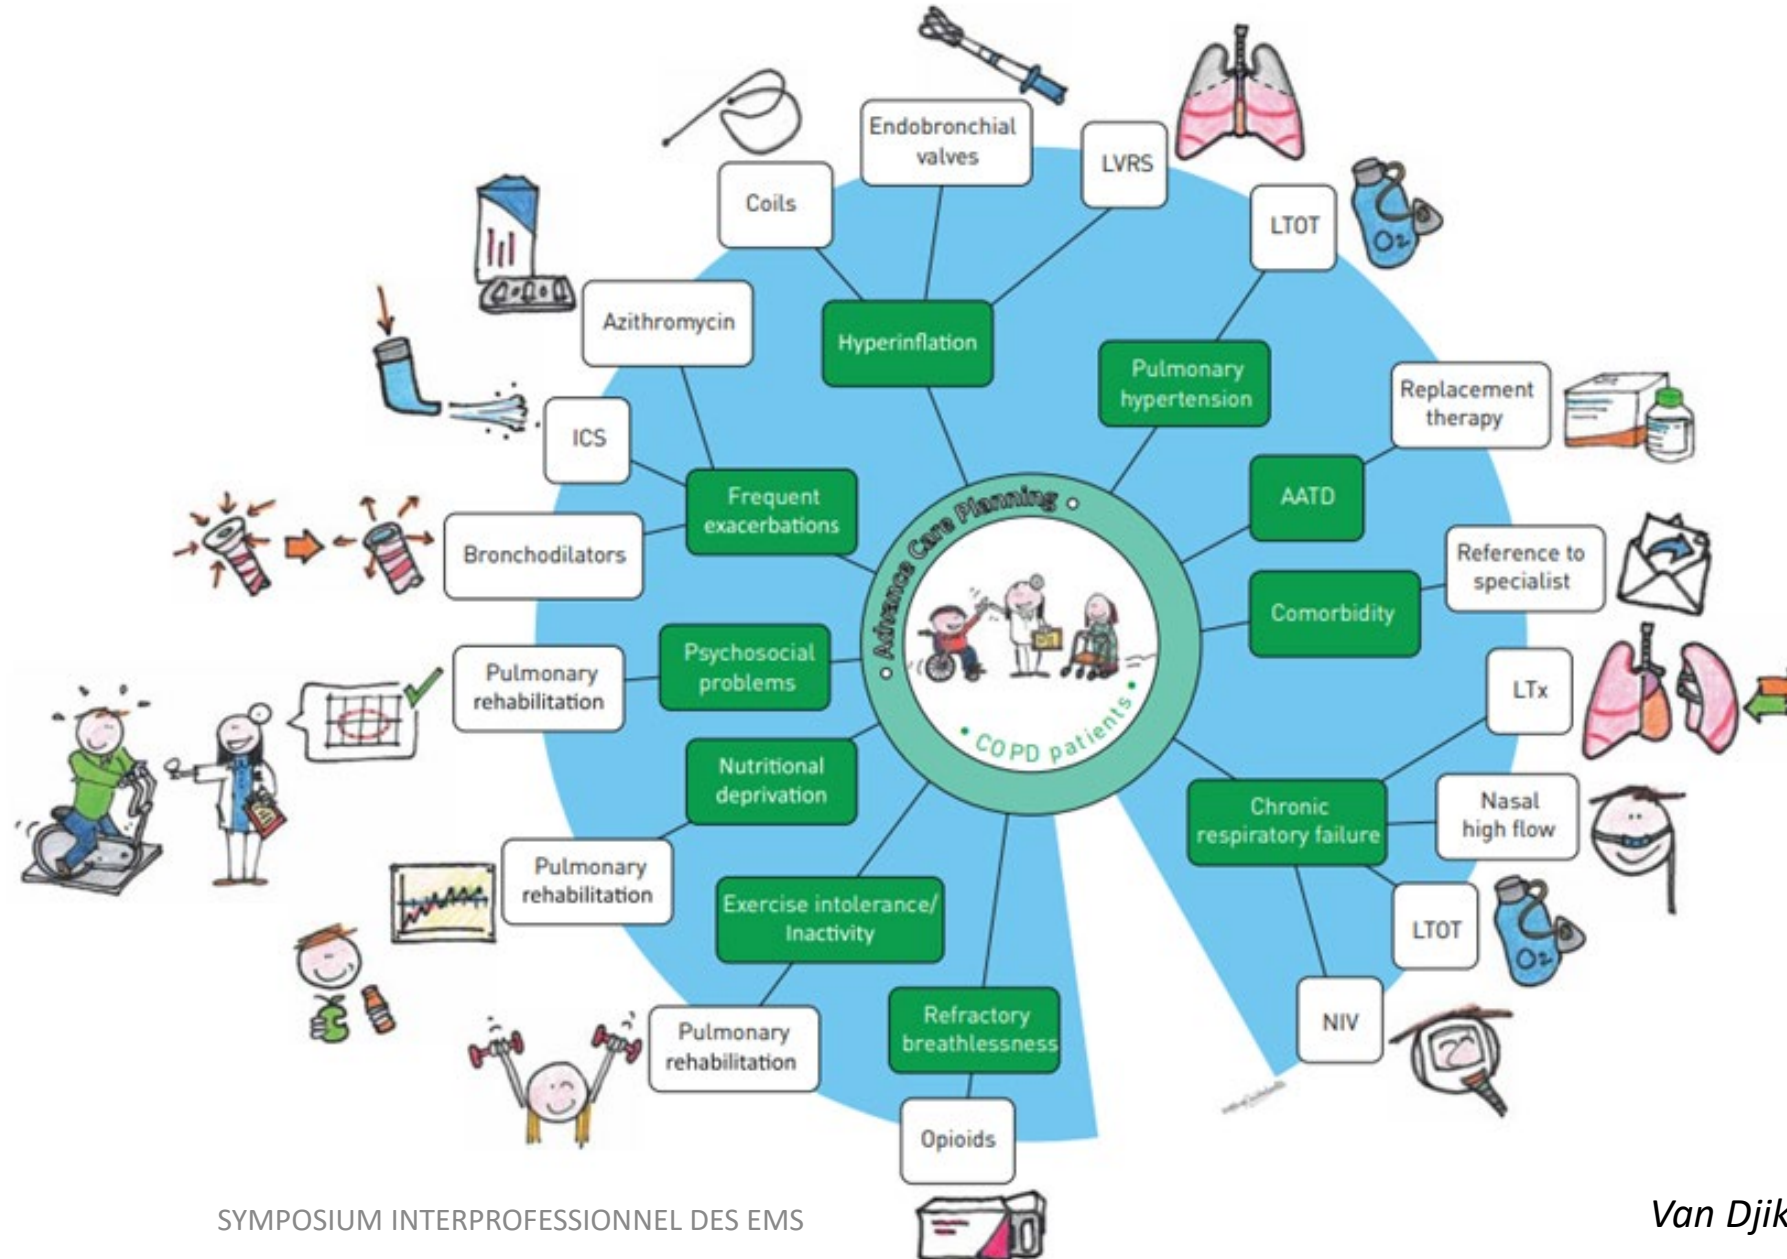 Endobronchial
valves
LVRS
Coils
LTOT
O2
Azithromycin
Hyperinflation
Pulmonary
hypertension
Replacement
therapy
ICS
Frequent
exacerbations
AATD
Bronchodilators
Advance Care Planning
Reference to
specialist
Comorbidity
Psychosocial
problems
Pulmonary
rehabilitation
COPD patients
LTx
Nutritional
deprivation
Chronic
respiratory failure
Nasal
high flow
Pulmonary
rehabilitation
Exercise intolerance/
Inactivity
LTOT
O2
Refractory
breathlessness
NIV
Pulmonary
rehabilitation
Opioids
SYMPOSIUM INTERPROFESSIONNEL DES EMS
Van Djik